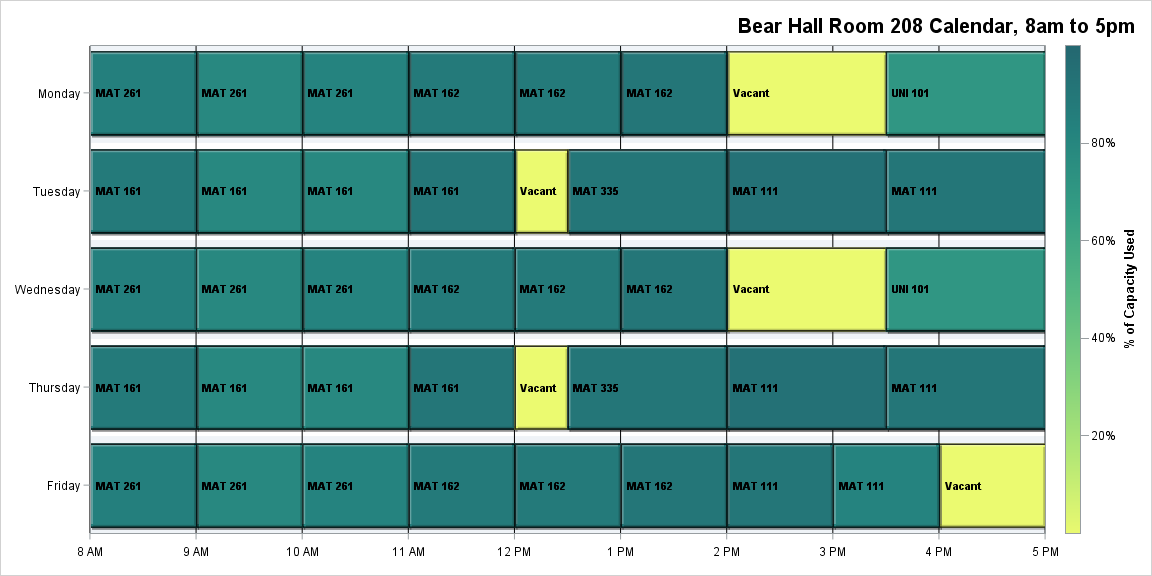 Bear Hall Room 208 Calendar, 8am to 5pm
Monday MAT 261 MAT 261 MAT 261 MAT 162 MAT 162 MAT 162 Vacant UNI 101
Tuesday MAT 161 MAT 161 MAT 161 MAT 161 Vacant MAT 335 MAT 111 MAT 111
Wednesday MAT 261 MAT 261 MAT 261 MAT 162 MAT 162 MAT 162 Vacant UNI 101
Thursday MAT 161 MAT 161 MAT 161 MAT 161 Vacant MAT 335 MAT 111 MAT 111
Friday MAT 261 MAT 261 MAT 261 MAT 162 MAT 162 MAT 162 MAT 111 MAT 111 Vacant
8 AM 9 AM 10 AM 11 AM 12 PM 1 PM 2 PM 3 PM 4 PM 5 PM
80%
60%
40%
20%
% of Capacity Used